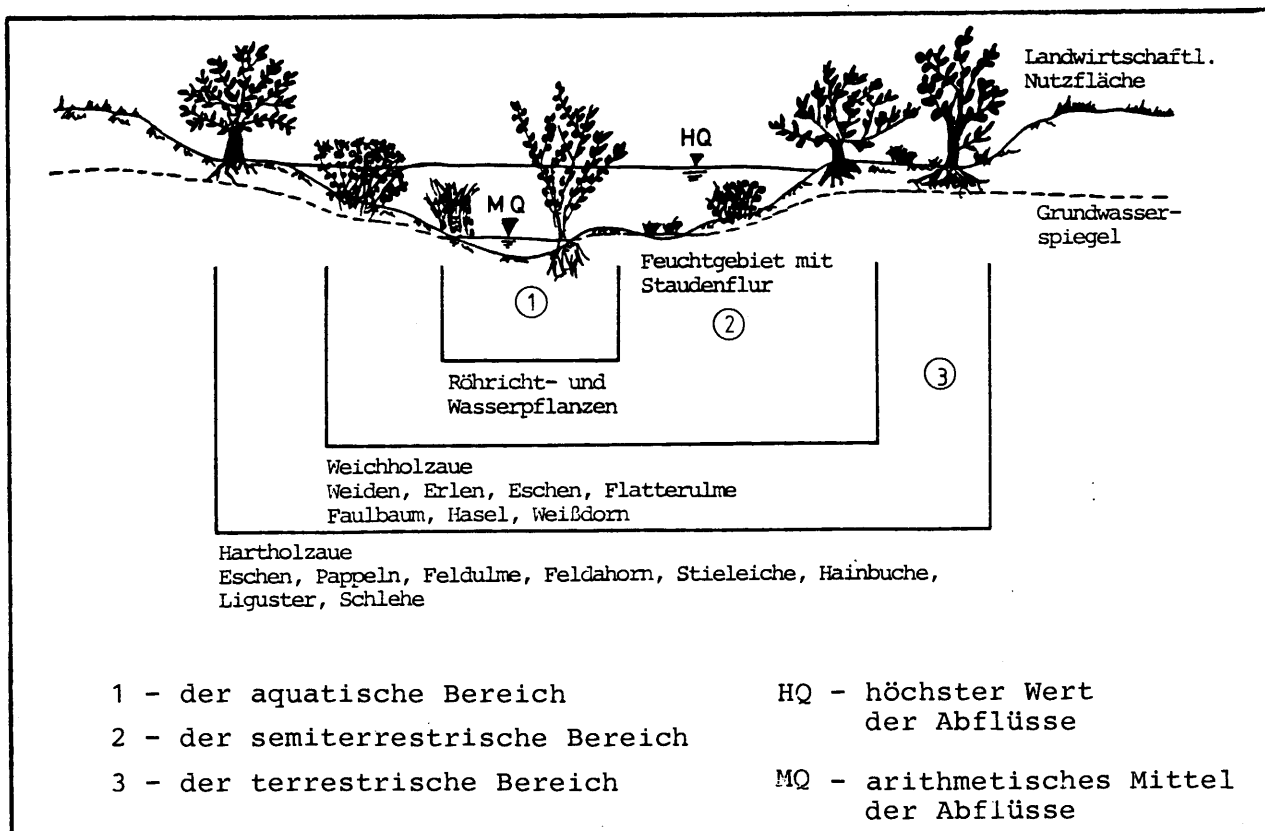 Landwirtschaftl.
Nutzfläche
HQ
MQ
Grundwasser-
spiegel
Feuchtgebiet mit
Staudenflur
1
2
3
Röhricht- und
Wasserpflanzen
Weichholzaue
Weiden, Erlen, Eschen, Flatterulme
Faulbaum, Hasel, Weißdorn
Hartholzaue
Eschen, Pappeln, Feldulme, Feldahorn, Stieleiche, Hainbuche,
Liguster, Schlehe
1 - der aquatische Bereich
2 - der semiterrestrische Bereich
3 - der terrestrische Bereich
HQ - höchster Wert
der Abflüsse
MQ - arithmetisches Mittel
der Abflüsse